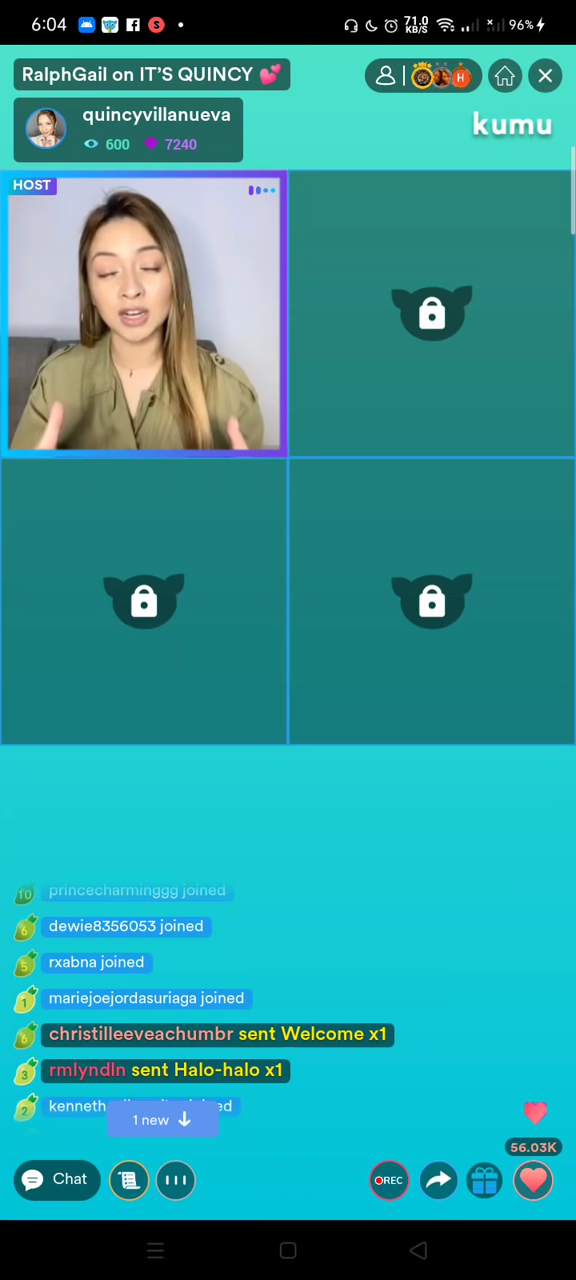 6:04
71.0
KB/S
96%
RalphGail on IT'S QUINCY 💕
H
quincyvillanueva
600
7240
kumu
HOST
10
princecharminggg joined
6
dewie8356053 joined
5
rxabna joined
1
mariejoejordasuriaga joined
6
christilleeveachumbr sent Welcome x1
3
rmlyndln sent Halo-halo x1
2
1 new
56.03K
Chat
REC